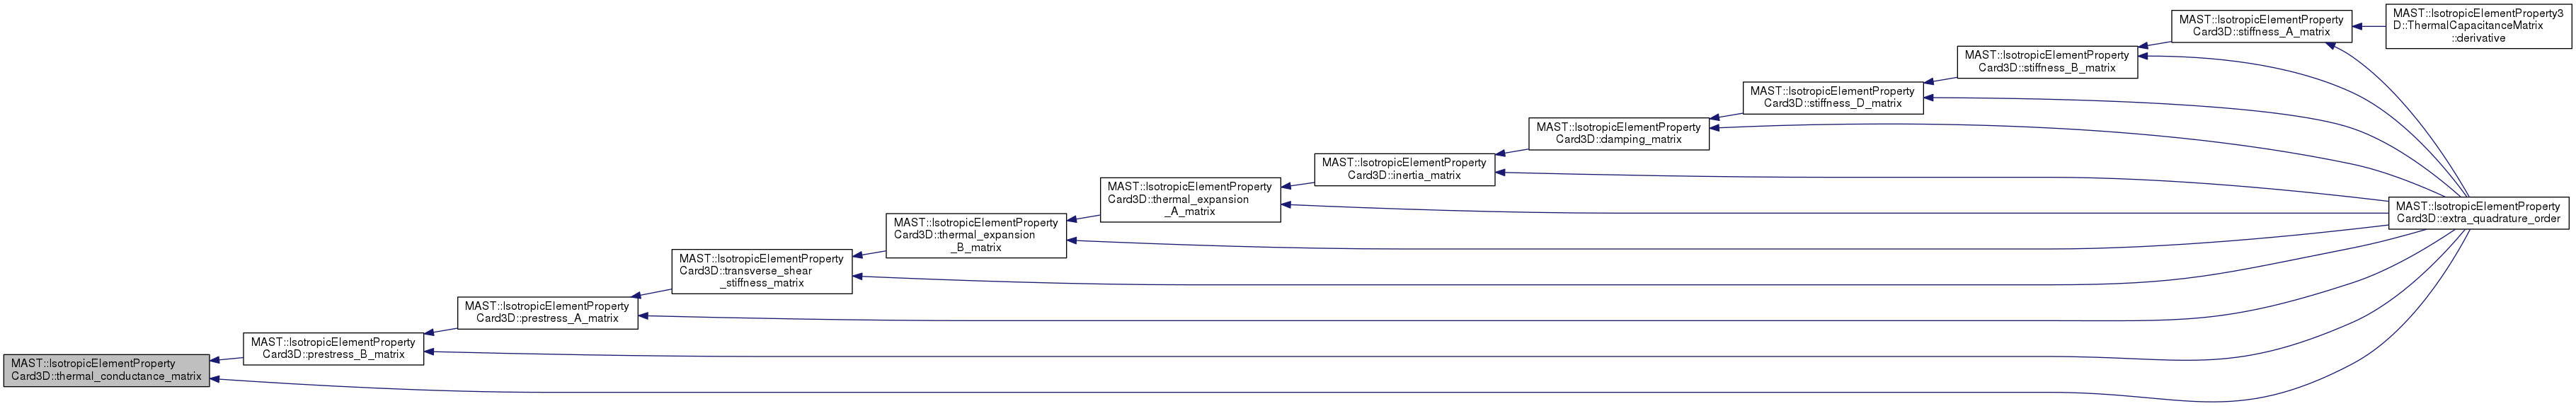 MAST::IsotropicElementProperty3
D::ThermalCapacitanceMatrix
::derivative
MAST::IsotropicElementProperty
Card3D::stiffness_A_matrix
MAST::IsotropicElementProperty
Card3D::stiffness_B_matrix
MAST::IsotropicElementProperty
Card3D::stiffness_D_matrix
MAST::IsotropicElementProperty
Card3D::damping_matrix
MAST::IsotropicElementProperty
Card3D::inertia_matrix
MAST::IsotropicElementProperty
Card3D::thermal_expansion
_A_matrix
MAST::IsotropicElementProperty
Card3D::extra_quadrature_order
MAST::IsotropicElementProperty
Card3D::thermal_expansion
_B_matrix
MAST::IsotropicElementProperty
Card3D::transverse_shear
_stiffness_matrix
MAST::IsotropicElementProperty
Card3D::prestress_A_matrix
MAST::IsotropicElementProperty
Card3D::prestress_B_matrix
MAST::IsotropicElementProperty
Card3D::thermal_conductance_matrix